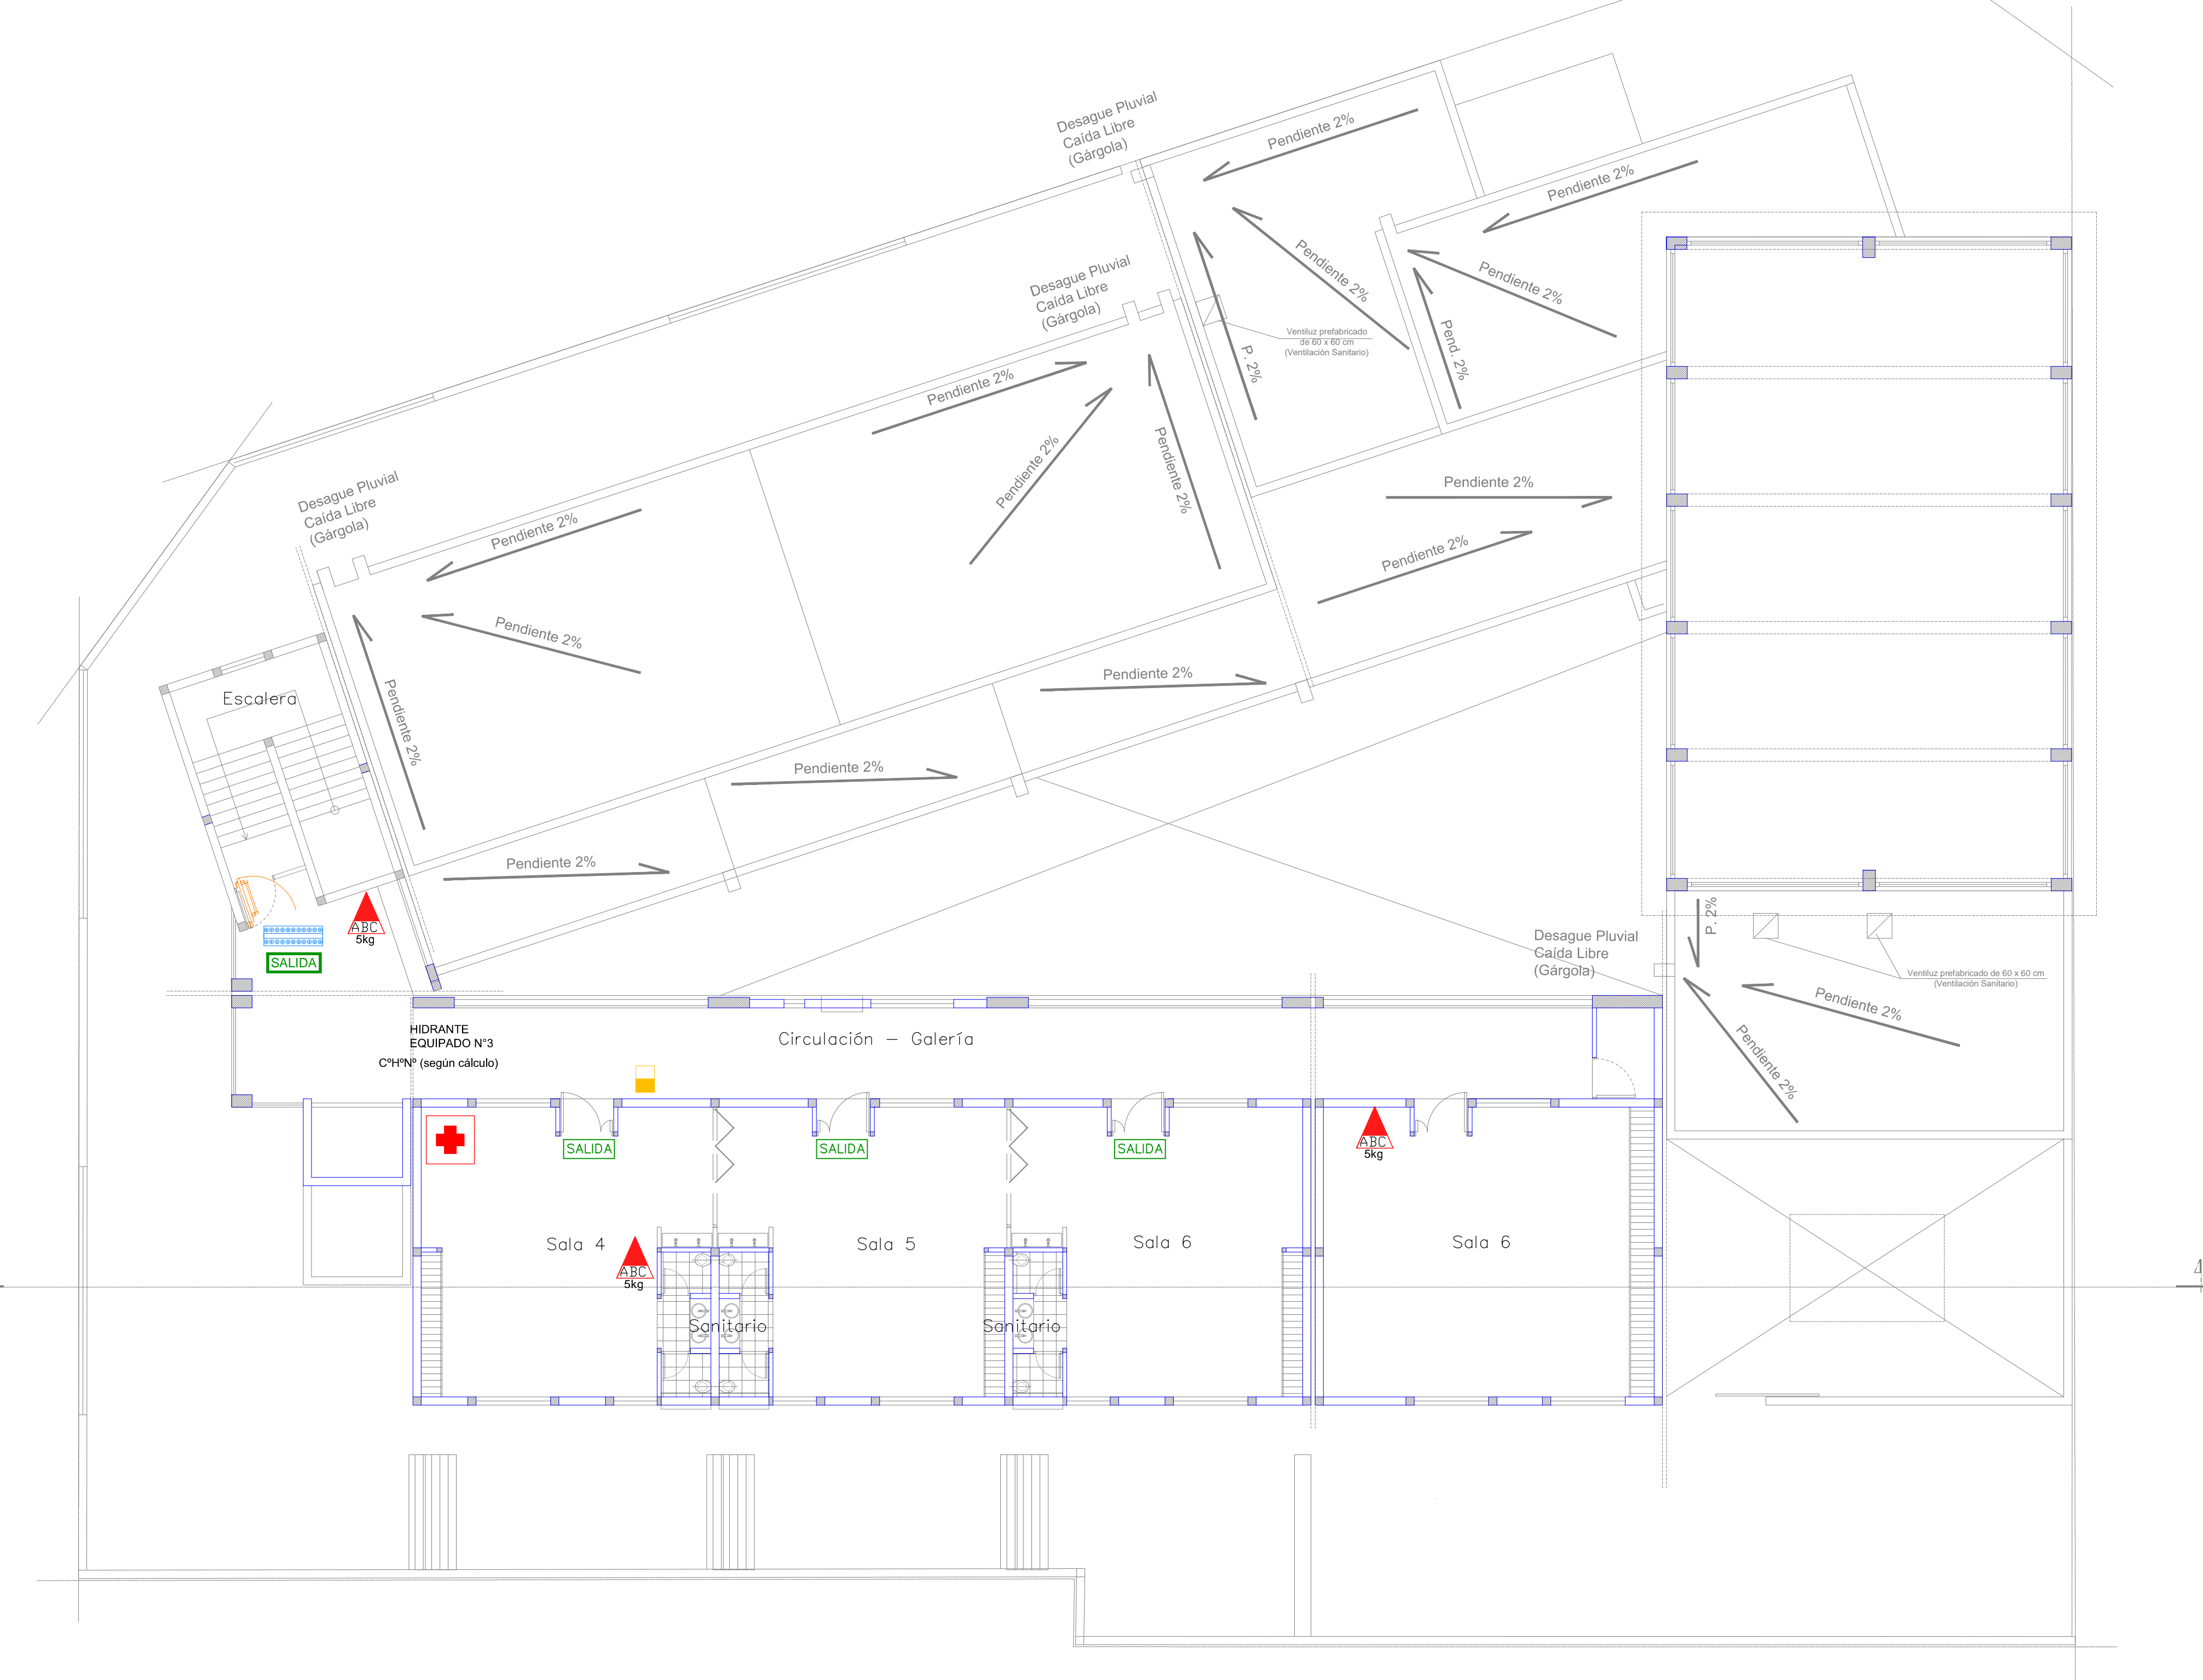 Desague Pluvial
Caída Libre
(Gárgola)
Pendiente 2%
Pendiente 2%
Pendiente 2%
Pendiente 2%
Desague Pluvial
Caída Libre
(Gárgola)
Ventiluz prefabricado
de 60 x 60 cm
(Ventilación Sanitario)
P. 2%
Pend. 2%
Pendiente 2%
Pendiente 2%
Pendiente 2%
Desague Pluvial
Caída Libre
(Gárgola)
Pendiente 2%
Pendiente 2%
Pendiente 2%
Pendiente 2%
Pendiente 2%
Pendiente 2%
Escalera
Pendiente 2%
Pendiente 2%
Pendiente 2%
ABC
5kg
SALIDA
P. 2%
Desague Pluvial
Caída Libre
(Gárgola)
Ventiluz prefabricado de 60 x 60 cm
(Ventilación Sanitario)
Pendiente 2%
Pendiente 2%
HIDRANTE
EQUIPADO N°3
CºHºNº (según cálculo)
Circulación - Galería
SALIDA
SALIDA
SALIDA
ABC
5kg
Sala 4
Sala 5
Sala 6
Sala 6
ABC
5kg
Sanitario
Sanitario
4